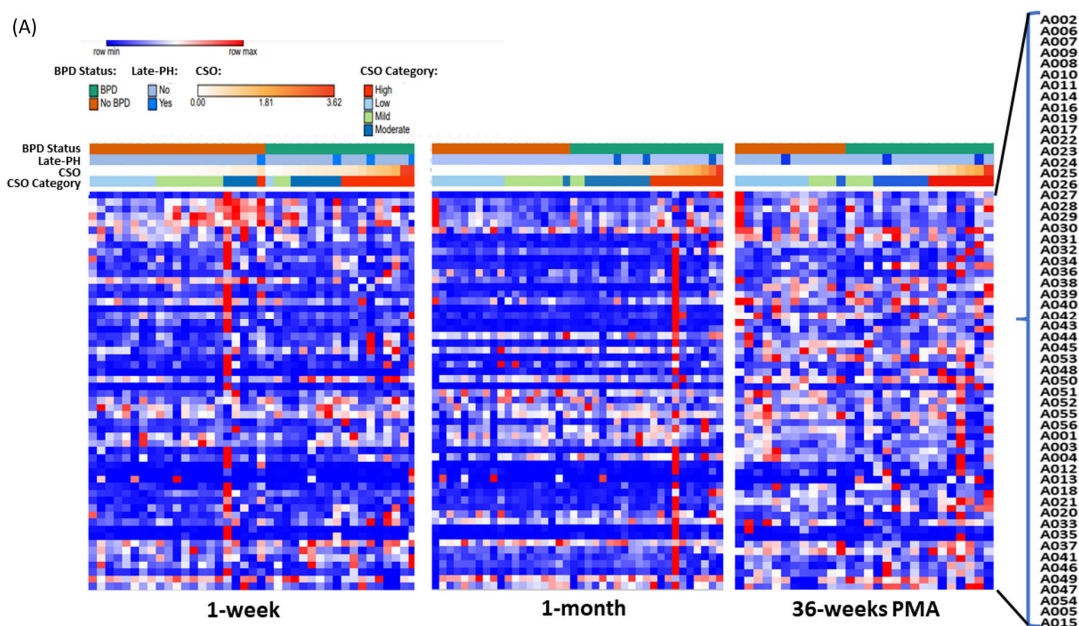 (A)
row min row max
BPD Status: Late-PH: CSO: CSO Category:
BPD No 0.00 1.81 3.62 High
No BPD Yes Low
Mild
Moderate
BPD Status
Late-PH
CSO
CSO Category
1-week 1-month 36-weeks PMA
A002
A006
A007
A009
A008
A010
A011
A014
A016
A019
A017
A022
A023
A024
A025
A026
A027
A028
A029
A030
A031
A032
A034
A036
A038
A039
A040
A042
A043
A044
A045
A053
A048
A050
A051
A052
A055
A056
A001
A003
A004
A012
A013
A018
A021
A020
A033
A035
A037
A041
A046
A049
A047
A054
A005
A015